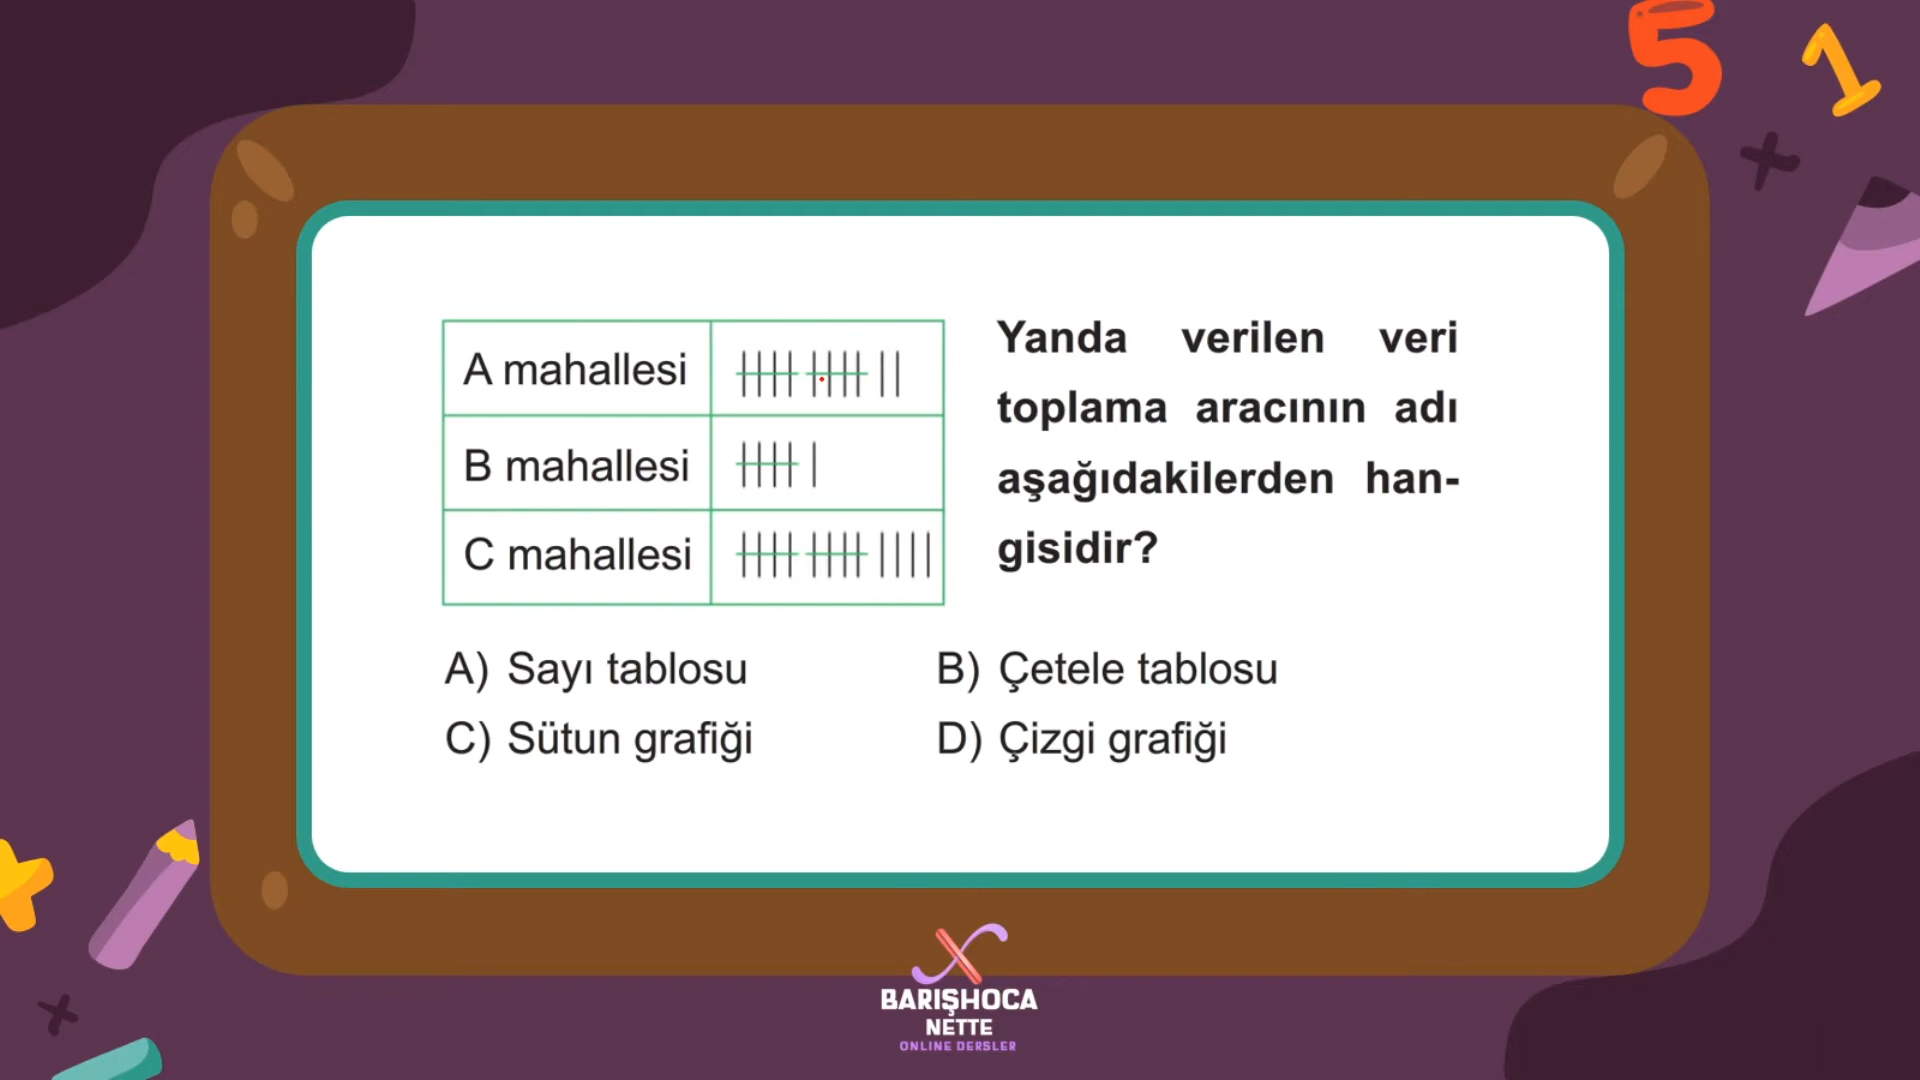 5 1
A mahallesi
B mahallesi
C mahallesi
Yanda verilen veri
toplama aracının adı
aşağıdakilerden han-
gisidir?
A) Sayı tablosu
B) Çetele tablosu
C) Sütun grafiği
D) Çizgi grafiği
BARIŞHOCA
NETTE
ONLINE DERSLER